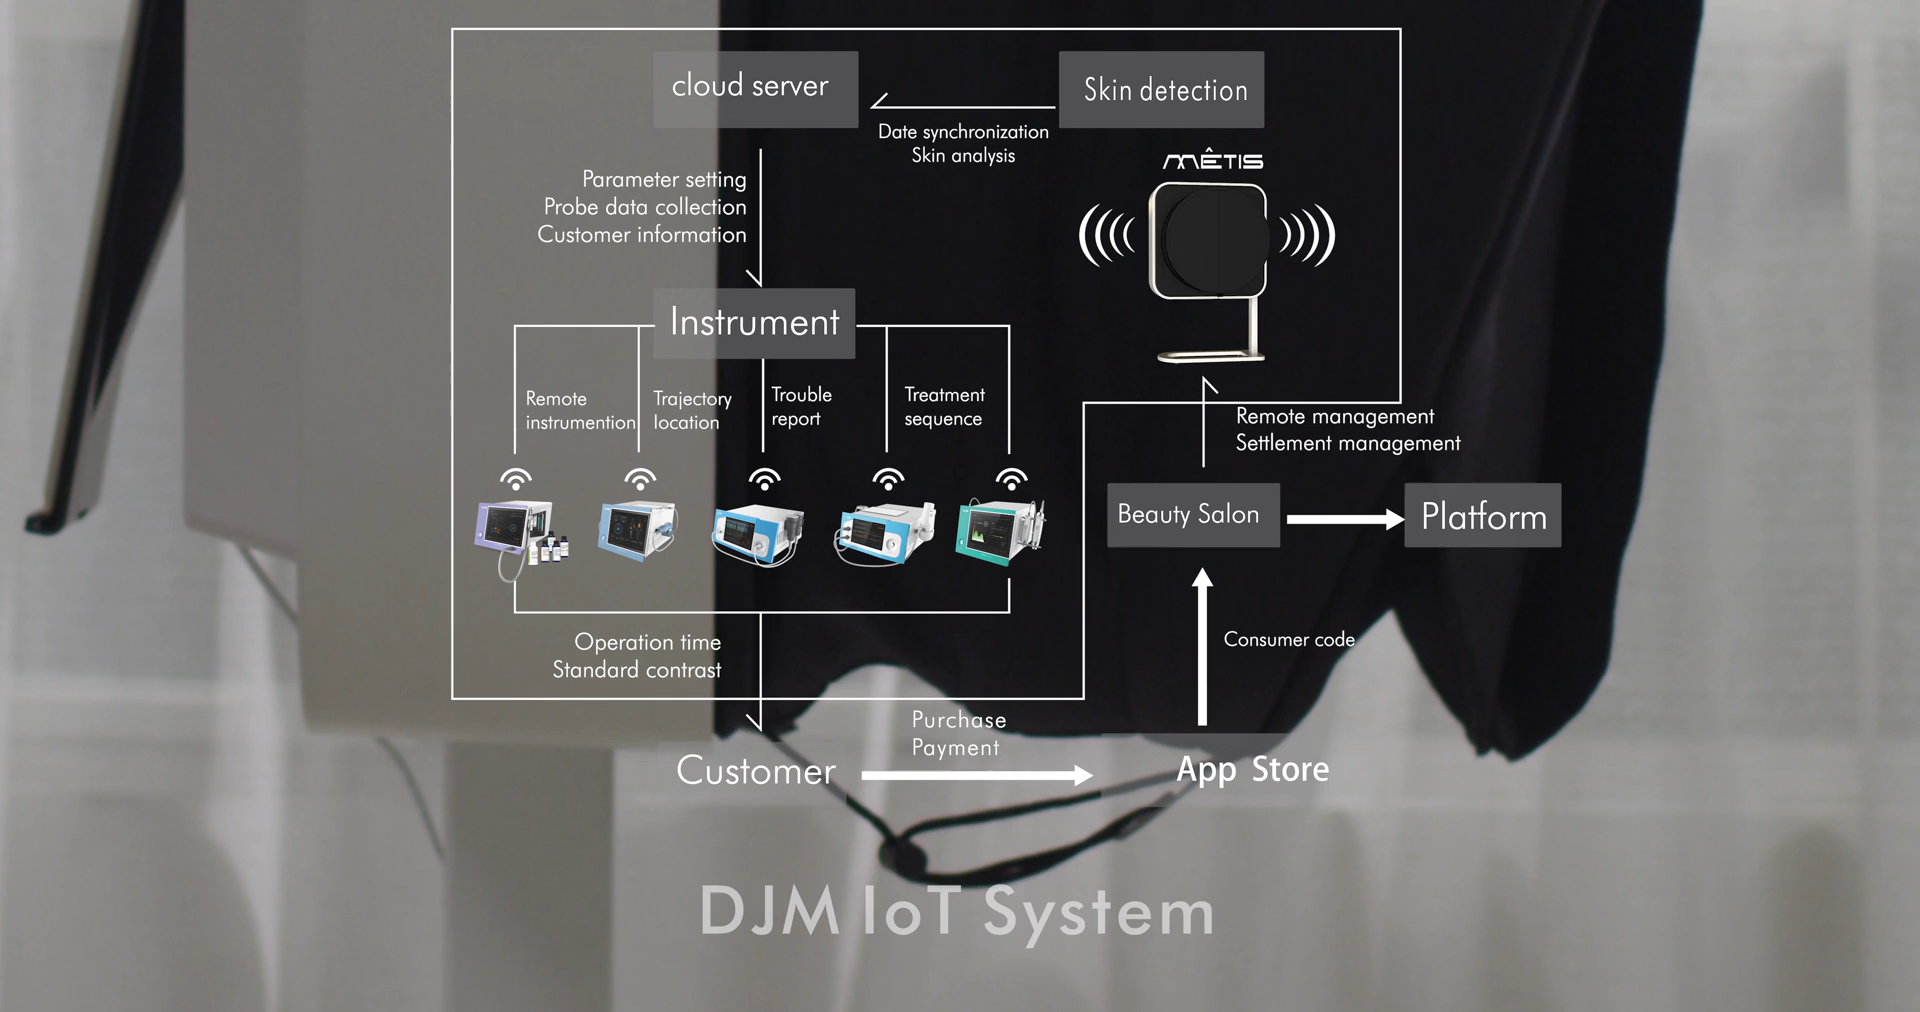 cloud server
Skin detection
Date synchronization
Skin analysis
MÊTIS
Parameter setting
Probe data collection
Customer information
Instrument
Remote
instrumention
Trajectory
location
Trouble
report
Treatment
sequence
Remote management
Settlement management
Beauty Salon
Platform
Operation time
Standard contrast
Consumer code
Purchase
Payment
Customer
App Store
DJM IoT System